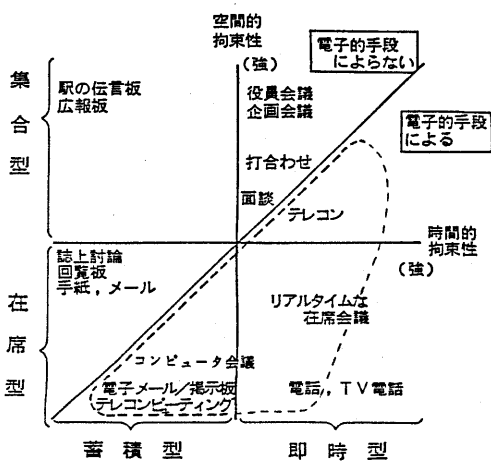 空間的
拘束性
(強)
電子的手段
によらない
電子的手段
による
集合型
駅の伝言板
広報板
役員会議
企画会議
打合わせ
面談
テレコン
時間的
拘束性
(強)
在席型
誌上討論
回覧板
手紙，メール
リアルタイムな
在席会議
コンピュータ会議
電子メール／掲示板
テレコンピーティング
電話，TV電話
蓄積型
即時型